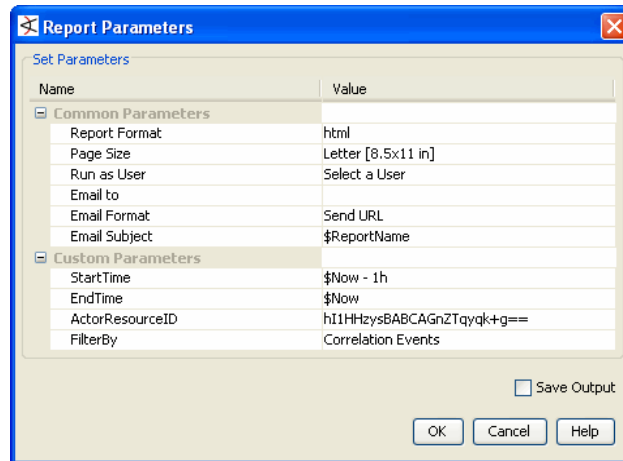 Report Parameters
Set Parameters
Name Value
Common Parameters
Report Format html
Page Size Letter [8.5x11 in]
Run as User Select a User
Email to
Email Format Send URL
Email Subject $ReportName
Custom Parameters
StartTime $Now - 1h
EndTime $Now
ActorResourceID hI1HHzysBABCAGnZTqyqk+g==
FilterBy Correlation Events
Save Output
OK Cancel Help